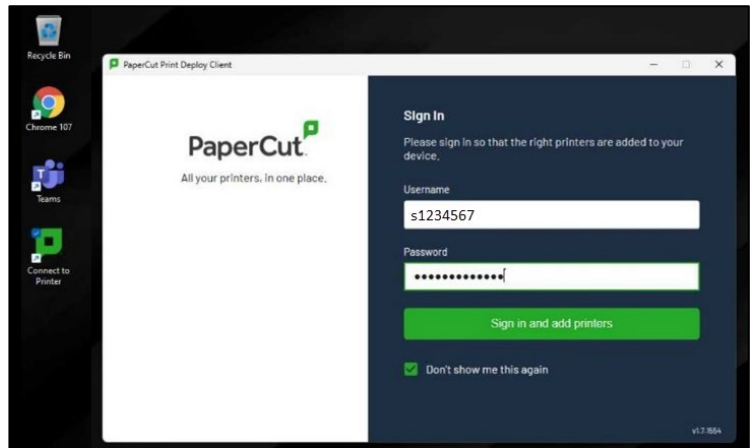 Recycle Bin
Chrome 107
Teams
Connect to
Printer
PaperCut Print Deploy Client
PaperCut
All your printers, in one place.
Sign In
Please sign in so that the right printers are added to your
device.
Username
s1234567
Password
•••••••••••••
Sign in and add printers
Don't show me this again
v1.7.1554